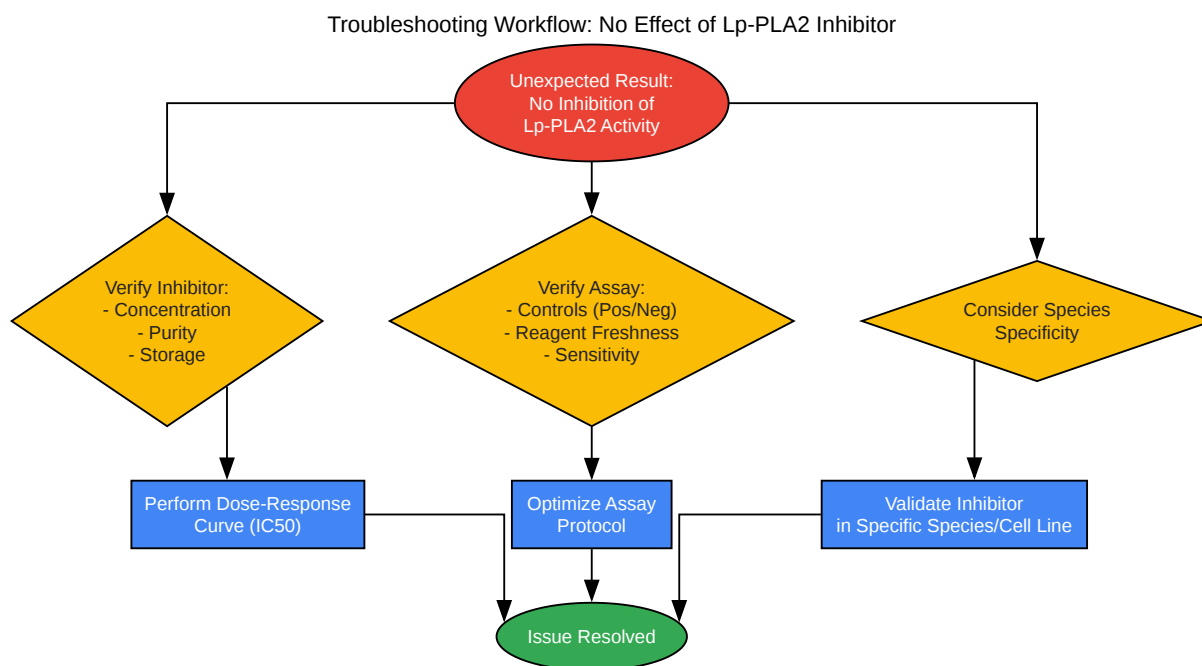 Troubleshooting Workflow: No Effect of Lp-PLA2 Inhibitor
Unexpected Result:
No Inhibition of
Lp-PLA2 Activity
Verify Inhibitor:
- Concentration
- Purity
- Storage
Verify Assay:
- Controls (Pos/Neg)
- Reagent Freshness
- Sensitivity
Consider Species
Specificity
Perform Dose-Response
Curve (IC50)
Optimize Assay
Protocol
Validate Inhibitor
in Specific Species/Cell Line
Issue Resolved